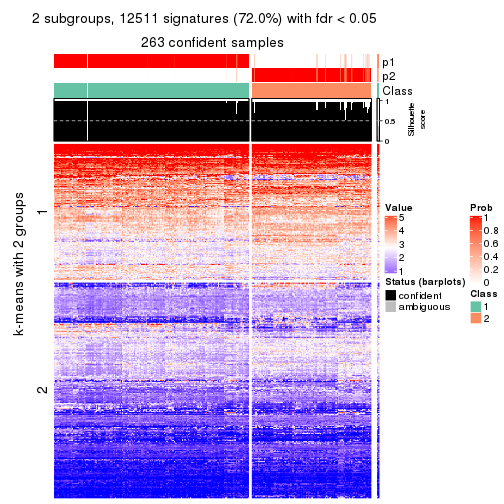 2 subgroups, 12511 signatures (72.0%) with fdr < 0.05
263 confident samples
p1
p2
Class
1
0.5
0
Silhouette
score
k-means with 2 groups
1
2
Value
5
4
3
2
1
Prob
1
0.8
0.6
0.4
0.2
0
Status (barplots)
confident
ambiguous
Class
1
2